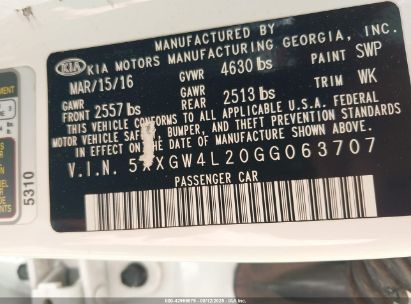 MANUFACTURED BY
KIA KIA MOTORS MANUFACTURING GEORGIA, INC.
MAR/15/16 GVWR 4630 lbs PAINT SWP
GAWR FRONT 2557 lbs GAWR REAR 2513 lbs TRIM WK
THIS VEHICLE CONFORMS TO ALL APPLICABLE U.S.A. FEDERAL
MOTOR VEHICLE BUMPER, AND THEFT PREVENTION STANDARDS
IN EFFECT ON THE DATE OF MANUFACTURE SHOWN ABOVE.
V.I.N. 5XXGW4L20GG063707
PASSENGER CAR
5310